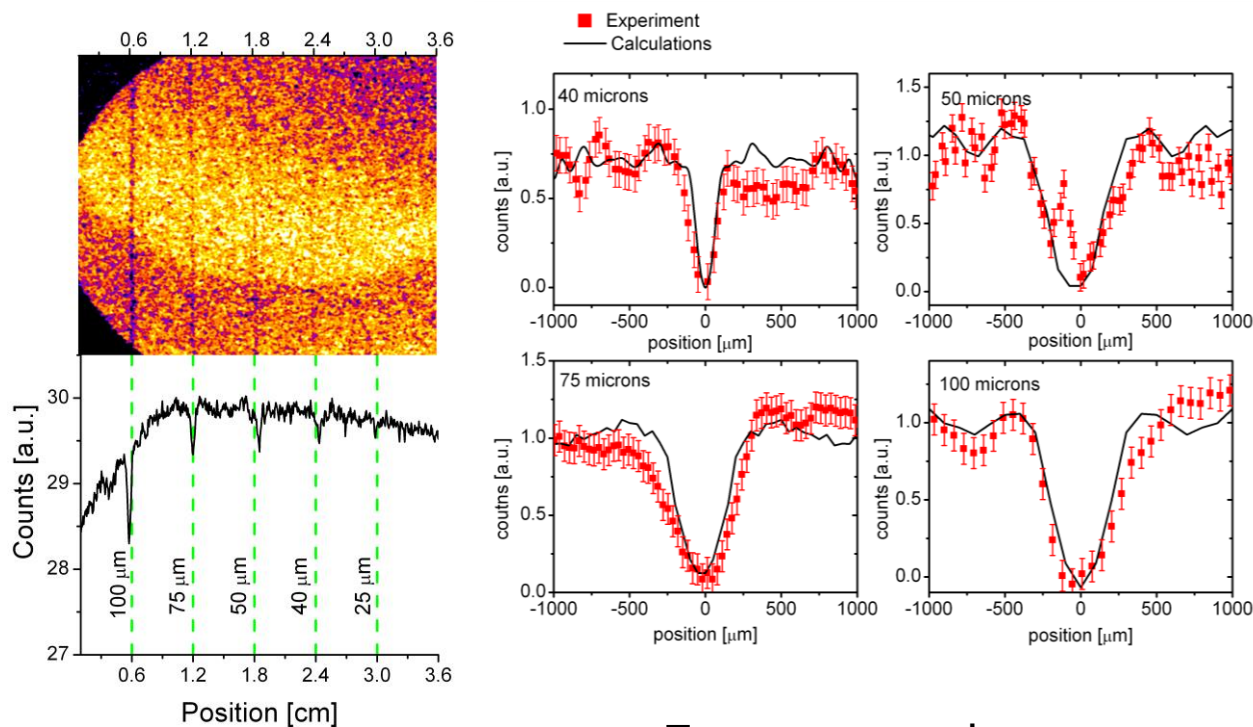 0.6 1.2 1.8 2.4 3.0 3.6
30
29
28
27
Counts [a.u.]
100 μm
75 μm
50 μm
40 μm
25 μm
0.6 1.2 1.8 2.4 3.0 3.6
Position [cm]
Experiment
Calculations
40 microns
1.0
0.5
0.0
counts [a.u.]
-1000 -500 0 500 1000
position [μm]
50 microns
1.5
1.0
0.5
0.0
counts [a.u.]
-1000 -500 0 500 1000
position [μm]
75 microns
1.5
1.0
0.5
0.0
coutns [a.u.]
-1000 -500 0 500 1000
position [μm]
100 microns
1.0
0.5
0.0
counts [a.u.]
-1000 -500 0 500 1000
position [μm]